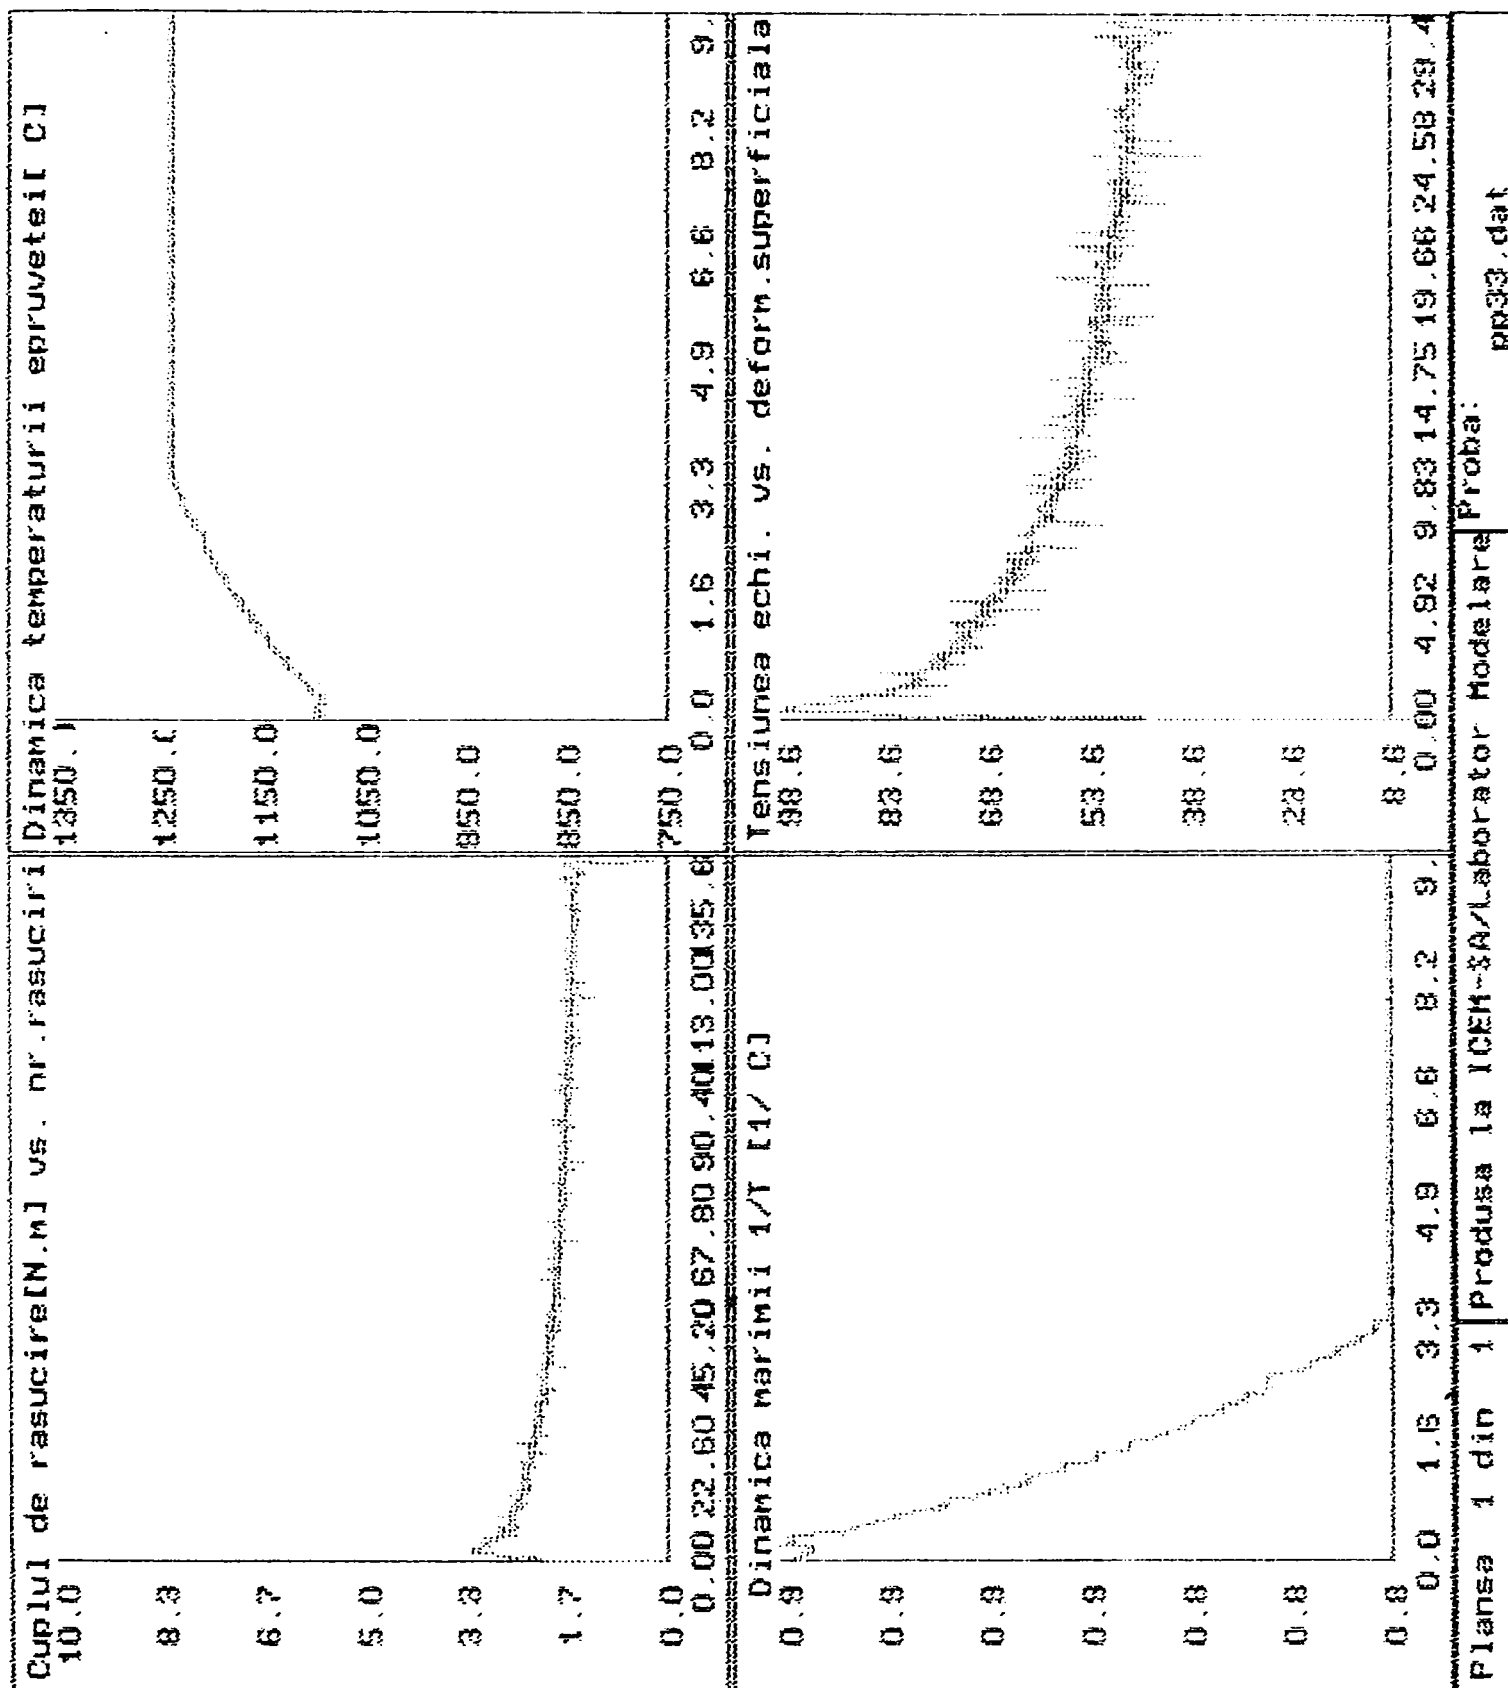 Cuplul de rasucire[N.m] vs. nr.rasuciri
10.0
8.3
6.7
5.0
3.3
1.7
0.0
0.00 22.60 45.20 67.80 90.40 113.00 135.6
Dinamica temperaturii epruvetei[ C]
1350.
1250.0
1150.0
1050.0
950.0
850.0
750.0
0.0 1.6 3.3 4.9 6.6 8.2 9.
Dinamica marimii 1/T [1/ C]
0.9
0.9
0.9
0.9
0.8
0.8
0.8
0.0 1.6 3.3 4.9 6.6 8.2 9.
Tensiunea echi. vs. deform.superficiala
98.6
83.6
68.6
53.6
38.6
23.6
8.6
0.00 4.92 9.83 14.75 19.66 24.58 29.4
Plansa 1 din 1
Produsa la ICEM-SA/Laborator Modelare
Proba:
pp33.dat